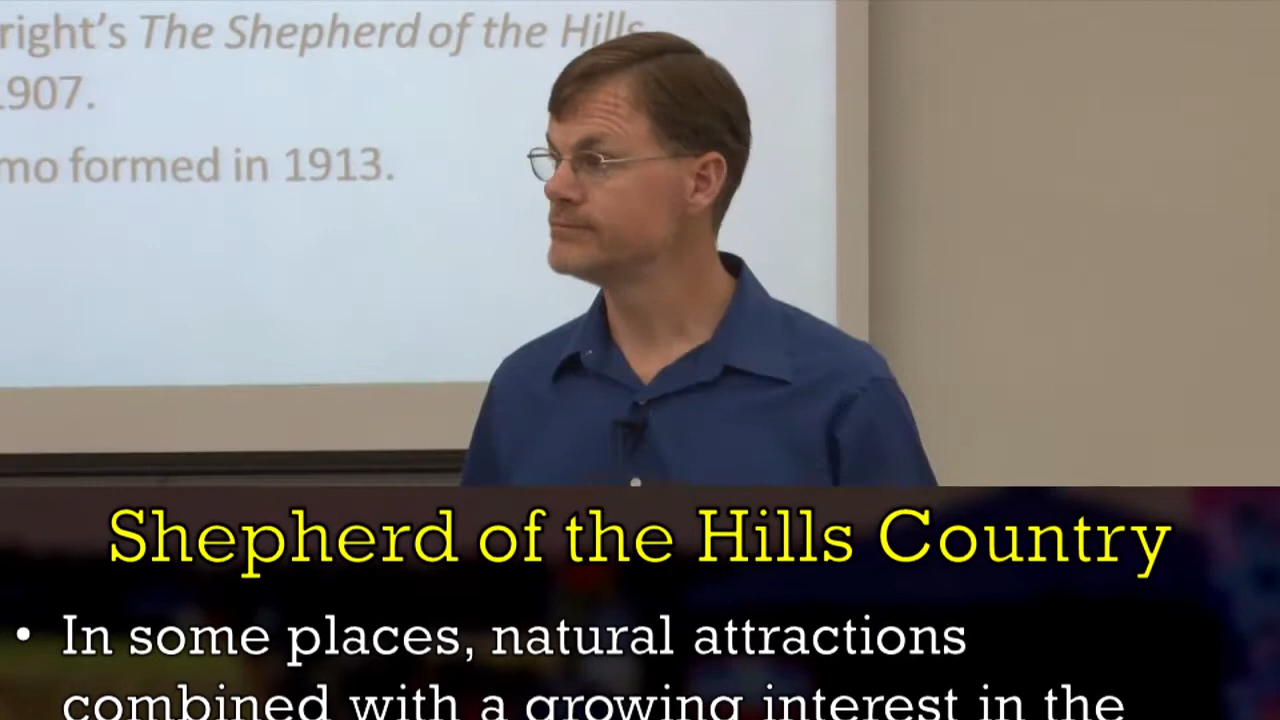 right's The Shepherd of the Hills
1907.
mo formed in 1913.
Shepherd of the Hills Country
• In some places, natural attractions
combined with a growing interest in the